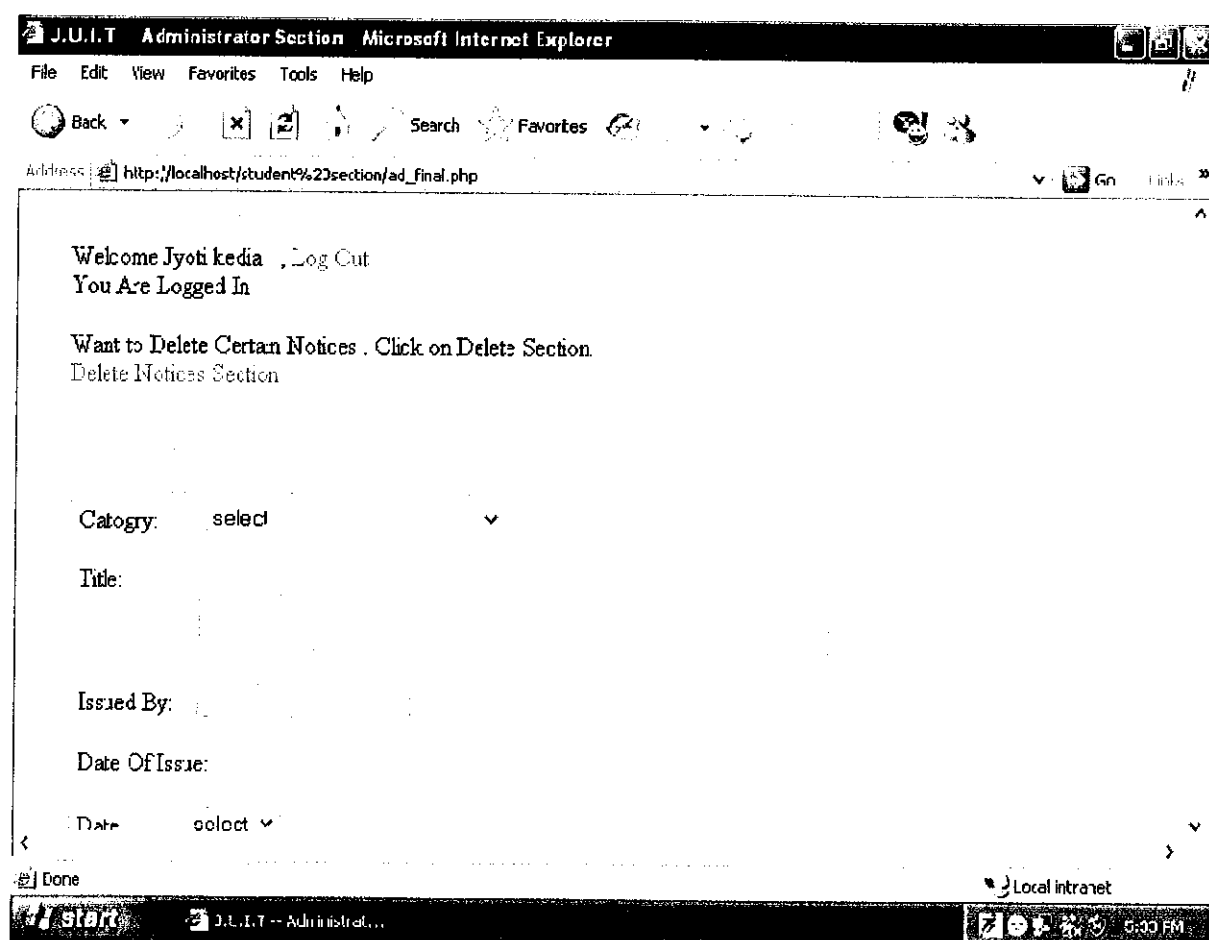 J.U.I.T Administrator Section Microsoft Internet Explorer
File Edit View Favorites Tools Help
Back Search Favorites
Address http://localhost/student%20section/ad_final.php Go Links
Welcome Jyoti kedia , Log Out
You Are Logged In
Want to Delete Certain Notices . Click on Delete Section.
Delete Notices Section
Catogry: select
Title:
Issued By:
Date Of Issue:
Date select
Done Local intranet
start J.U.I.T -- Administrat... 5:00 PM